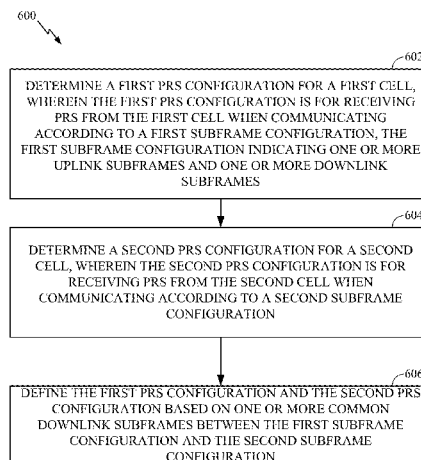 600
602
DETERMINE A FIRST PRS CONFIGURATION FOR A FIRST CELL,
WHEREIN THE FIRST PRS CONFIGURATION IS FOR RECEIVING
PRS FROM THE FIRST CELL WHEN COMMUNICATING
ACCORDING TO A FIRST SUBFRAME CONFIGURATION, THE
FIRST SUBFRAME CONFIGURATION INDICATING ONE OR MORE
UPLINK SUBFRAMES AND ONE OR MORE DOWNLINK
SUBFRAMES
604
DETERMINE A SECOND PRS CONFIGURATION FOR A SECOND
CELL, WHEREIN THE SECOND PRS CONFIGURATION IS FOR
RECEIVING PRS FROM THE SECOND CELL WHEN
COMMUNICATING ACCORDING TO A SECOND SUBFRAME
CONFIGURATION
606
DEFINE THE FIRST PRS CONFIGURATION AND THE SECOND PRS
CONFIGURATION BASED ON ONE OR MORE COMMON
DOWNLINK SUBFRAMES BETWEEN THE FIRST SUBFRAME
CONFIGURATION AND THE SECOND SUBFRAME
CONFIGURATION